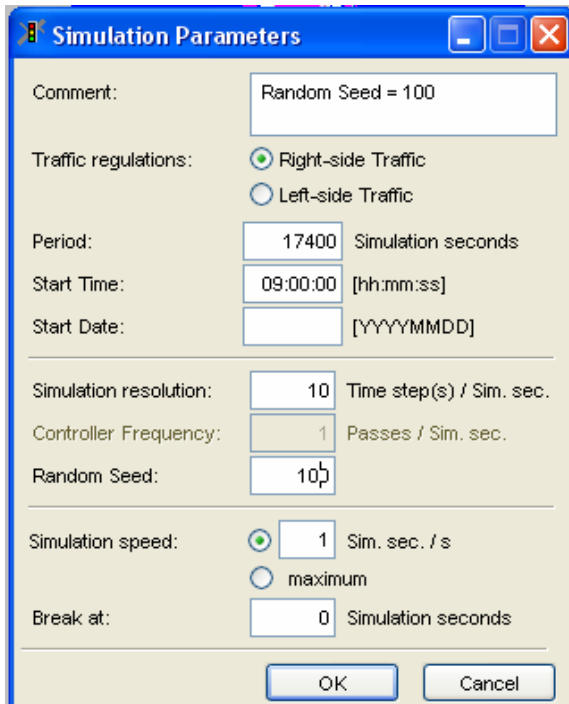 Simulation Parameters
Comment: Random Seed = 100
Traffic regulations: Right-side Traffic
Left-side Traffic
Period: 17400 Simulation seconds
Start Time: 09:00:00 [hh:mm:ss]
Start Date: [YYYYMMDD]
Simulation resolution: 10 Time step(s) / Sim. sec.
Controller Frequency: 1 Passes / Sim. sec.
Random Seed:
Simulation speed: 1 Sim. sec. / s
maximum
Break at: 0 Simulation seconds
OK Cancel